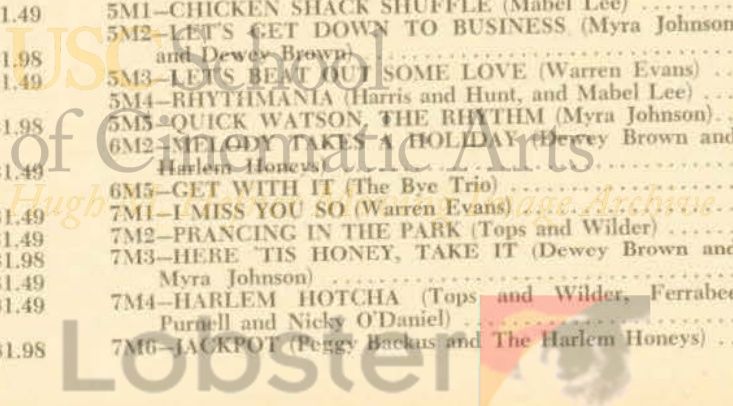 1.49 5M1—CHICKEN SHACK SHUFFLE (Mabel Lee) ........
5M2—LET'S GET DOWN TO BUSINESS (Myra Johnson
1.98 and Dewey Brown) ........
1.49 5M3—LET'S BEAT OUT SOME LOVE (Warren Evans) ..
5M4—RHYTHMANIA (Harris and Hunt, and Mabel Lee) ....
1.98 5M5—QUICK WATSON, THE RHYTHM (Myra Johnson)..
6M2—MELODY TAKES A HOLIDAY (Dewey Brown and
1.49 Harlem Honeys) ........
6M5—GET WITH IT (The Bye Trio) ........
1.49 7M1—I MISS YOU SO (Warren Evans) ........
1.49 7M2—PRANCING IN THE PARK (Tops and Wilder) ......
1.98 7M3—HERE 'TIS HONEY, TAKE IT (Dewey Brown and
1.49 Myra Johnson) ........
1.49 7M4—HARLEM HOTCHA (Tops and Wilder, Ferrabee
Purnell and Nicky O'Daniel) ........
1.98 7M6—JACKPOT (Peggy Backus and The Harlem Honeys) ..
USC School
of Cinematic Arts
Hugh M. Image Archive
Lobster